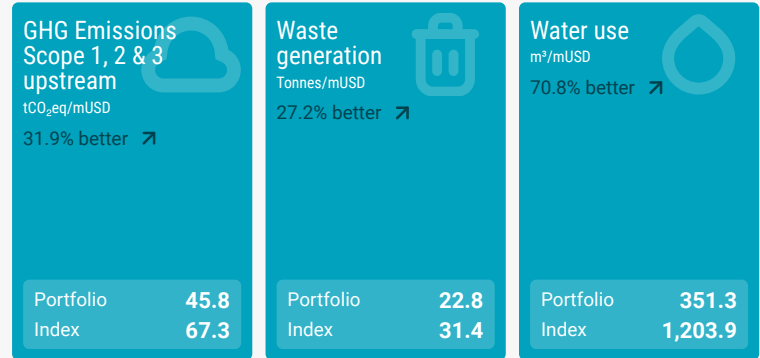 GHG Emissions
Scope 1, 2 & 3
upstream
tCO₂eq/mUSD
31.9% better
Portfolio 45.8
Index 67.3
Waste
generation
Tonnes/mUSD
27.2% better
Portfolio 22.8
Index 31.4
Water use
m³/mUSD
70.8% better
Portfolio 351.3
Index 1,203.9